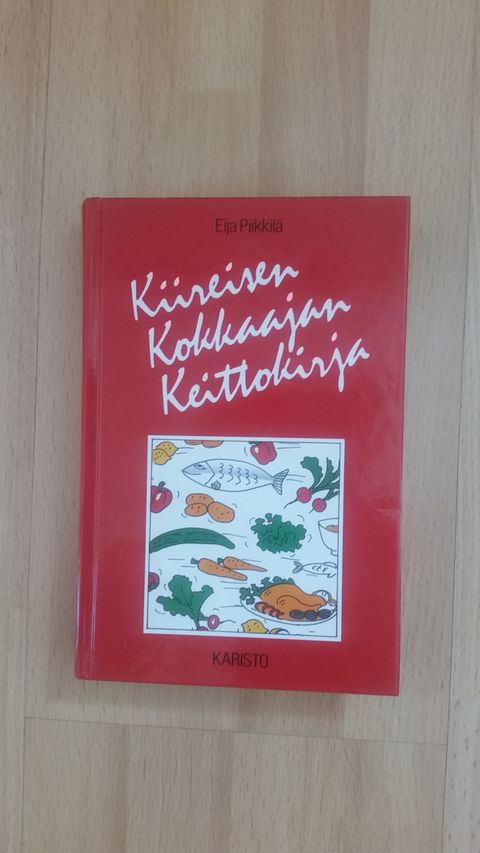 Eija Piikkilä
Kiireisen
Kokkaajan
Keittokirja
KARISTO